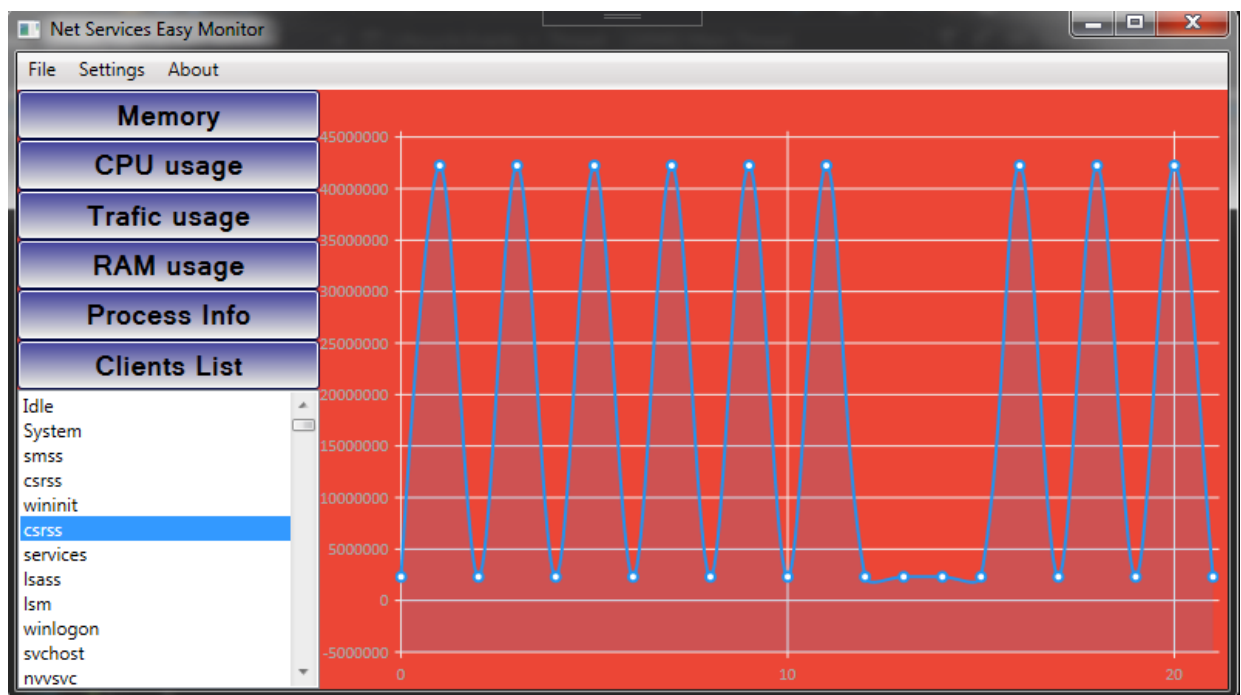 Net Services Easy Monitor
File Settings About
Memory
CPU usage
Trafic usage
RAM usage
Process Info
Clients List
Idle
System
smss
csrss
wininit
csrss
services
lsass
lsm
winlogon
svchost
nvvsvc
45000000
40000000
35000000
30000000
25000000
20000000
15000000
10000000
5000000
0
-5000000
0 10 20